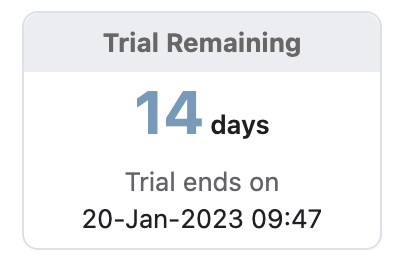 Trial Remaining
14 days
Trial ends on
20-Jan-2023 09:47